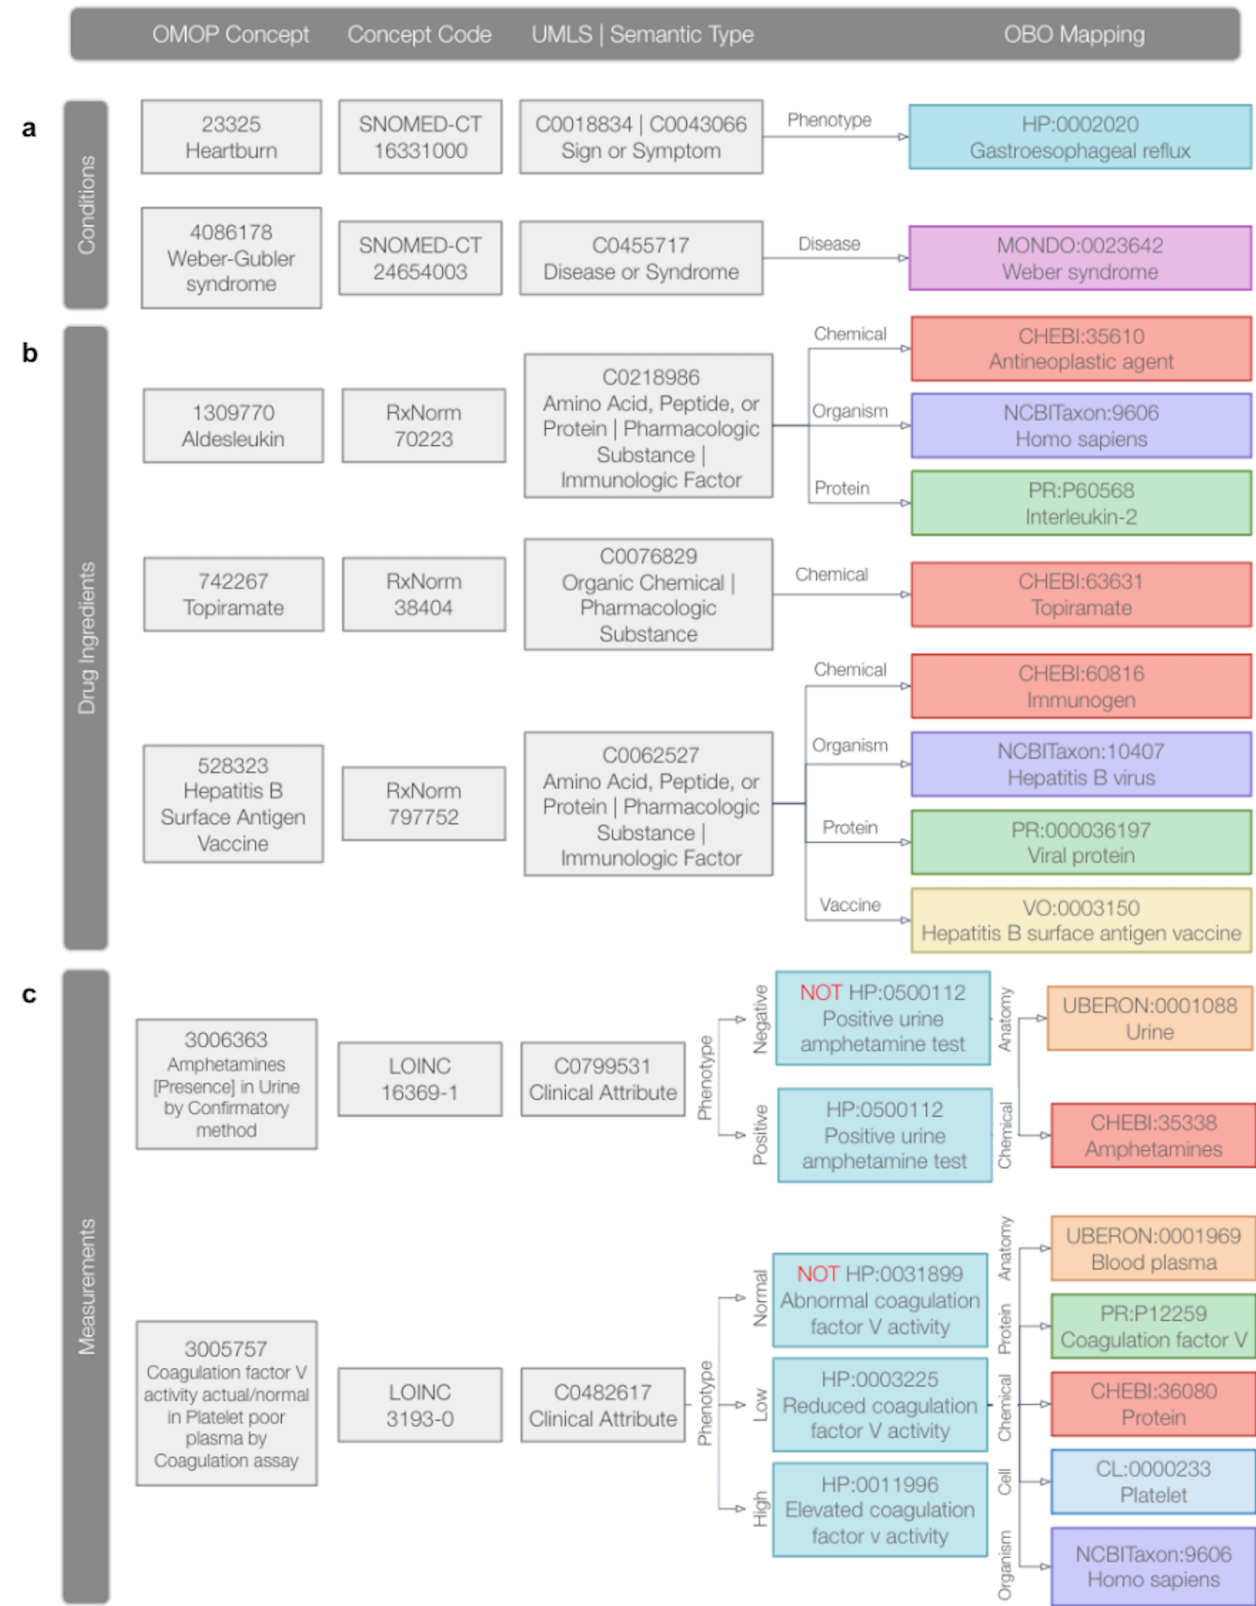 OMOP Concept
Concept Code
UMLS | Semantic Type
OBO Mapping
a
Conditions
23325
Heartburn
SNOMED-CT
16331000
C0018834 | C0043066
Sign or Symptom
Phenotype
HP:0002020
Gastroesophageal reflux
4086178
Weber-Gubler
syndrome
SNOMED-CT
24654003
C0455717
Disease or Syndrome
Disease
MONDO:0023642
Weber syndrome
b
Drug Ingredients
1309770
Aldesleukin
RxNorm
70223
C0218986
Amino Acid, Peptide, or
Protein | Pharmacologic
Substance |
Immunologic Factor
Chemical
CHEBI:35610
Antineoplastic agent
Organism
NCBITaxon:9606
Homo sapiens
Protein
PR:P60568
Interleukin-2
742267
Topiramate
RxNorm
38404
C0076829
Organic Chemical |
Pharmacologic
Substance
Chemical
CHEBI:63631
Topiramate
528323
Hepatitis B
Surface Antigen
Vaccine
RxNorm
797752
C0062527
Amino Acid, Peptide, or
Protein | Pharmacologic
Substance |
Immunologic Factor
Chemical
CHEBI:60816
Immunogen
Organism
NCBITaxon:10407
Hepatitis B virus
Protein
PR:000036197
Viral protein
Vaccine
VO:0003150
Hepatitis B surface antigen vaccine
c
Measurements
3006363
Amphetamines
[Presence] in Urine
by Confirmatory
method
LOINC
16369-1
C0799531
Clinical Attribute
Phenotype
Negative
NOT HP:0500112
Positive urine
amphetamine test
Positive
HP:0500112
Positive urine
amphetamine test
Anatomy
UBERON:0001088
Urine
Chemical
CHEBI:35338
Amphetamines
3005757
Coagulation factor V
activity actual/normal
in Platelet poor
plasma by
Coagulation assay
LOINC
3193-0
C0482617
Clinical Attribute
Phenotype
Normal
NOT HP:0031899
Abnormal coagulation
factor V activity
Low
HP:0003225
Reduced coagulation
factor V activity
High
HP:0011996
Elevated coagulation
factor v activity
Anatomy
UBERON:0001969
Blood plasma
Protein
PR:P12259
Coagulation factor V
Chemical
CHEBI:36080
Protein
Cell
CL:0000233
Platelet
Organism
NCBITaxon:9606
Homo sapiens